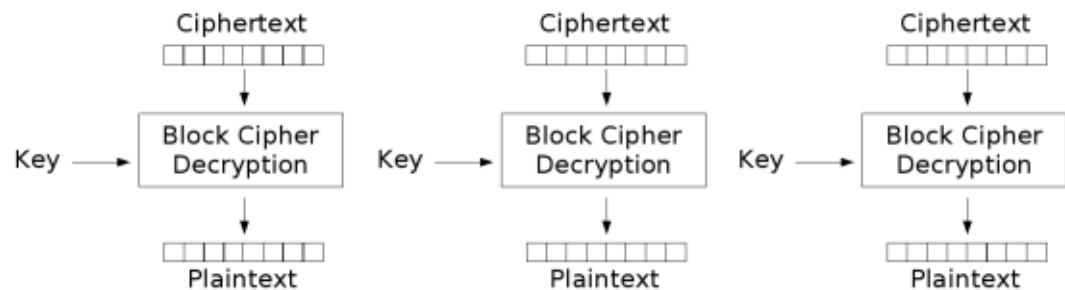 Ciphertext Ciphertext Ciphertext
Block Cipher Block Cipher Block Cipher
Key Decryption Key Decryption Key Decryption
Plaintext Plaintext Plaintext